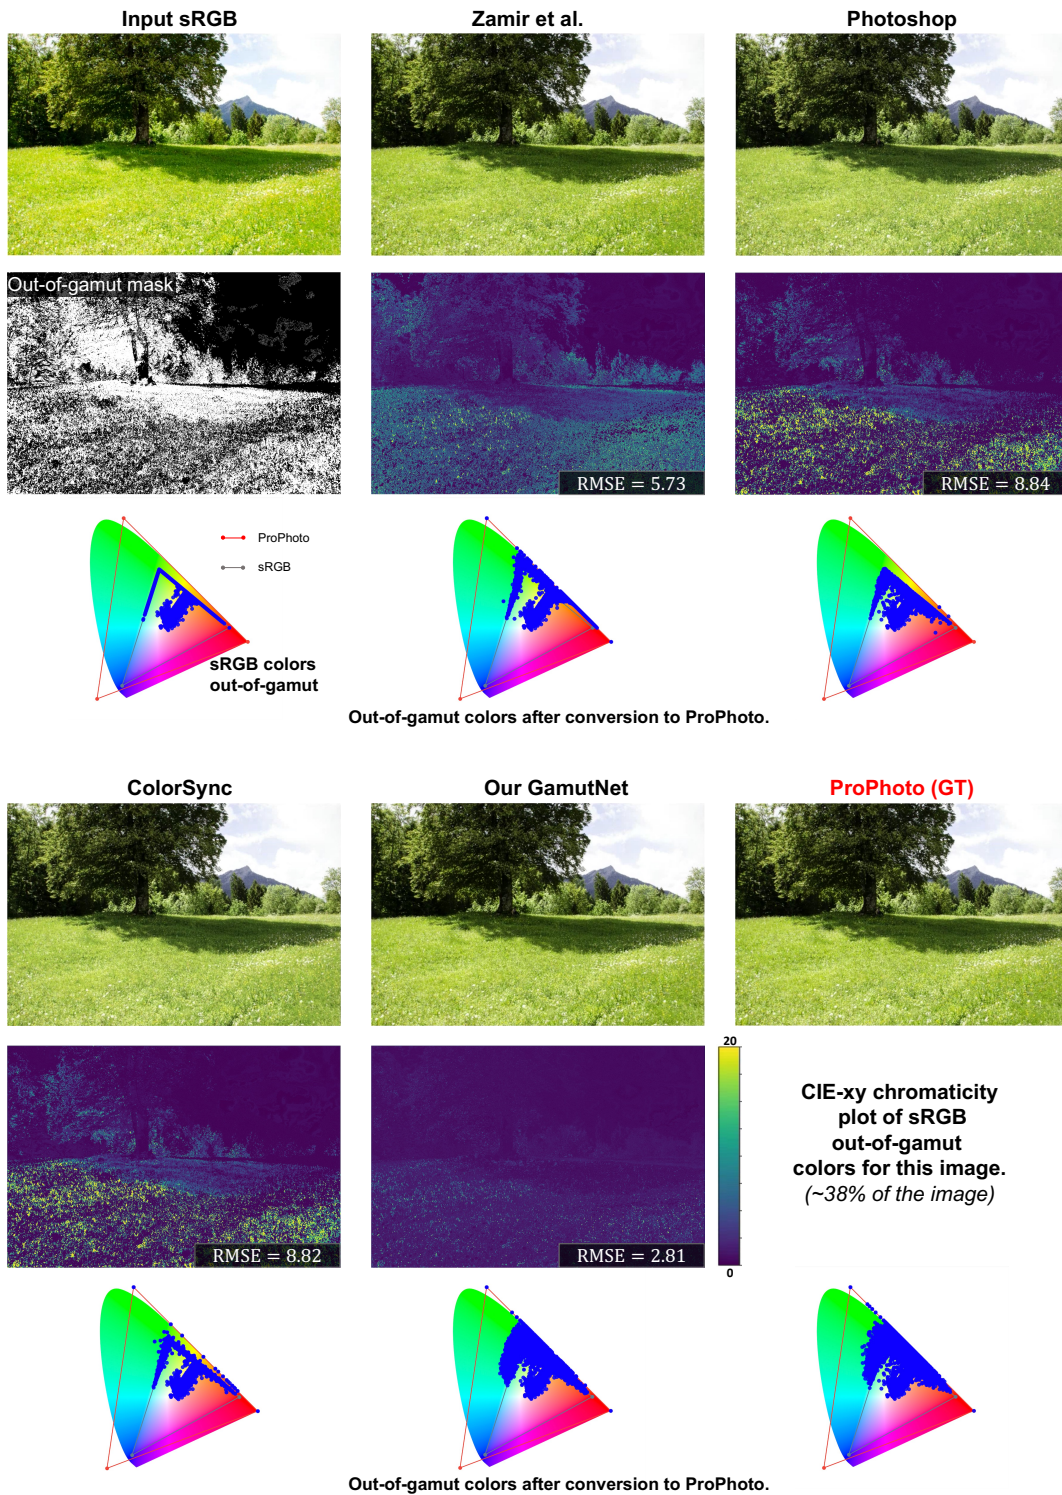 Input sRGB
Zamir et al.
Photoshop
Out-of-gamut mask
RMSE = 5.73
RMSE = 8.84
ProPhoto
sRGB
sRGB colors
out-of-gamut
Out-of-gamut colors after conversion to ProPhoto.
ColorSync
Our GamutNet
ProPhoto (GT)
RMSE = 8.82
RMSE = 2.81
20
0
CIE-xy chromaticity
plot of sRGB
out-of-gamut
colors for this image.
(~38% of the image)
Out-of-gamut colors after conversion to ProPhoto.